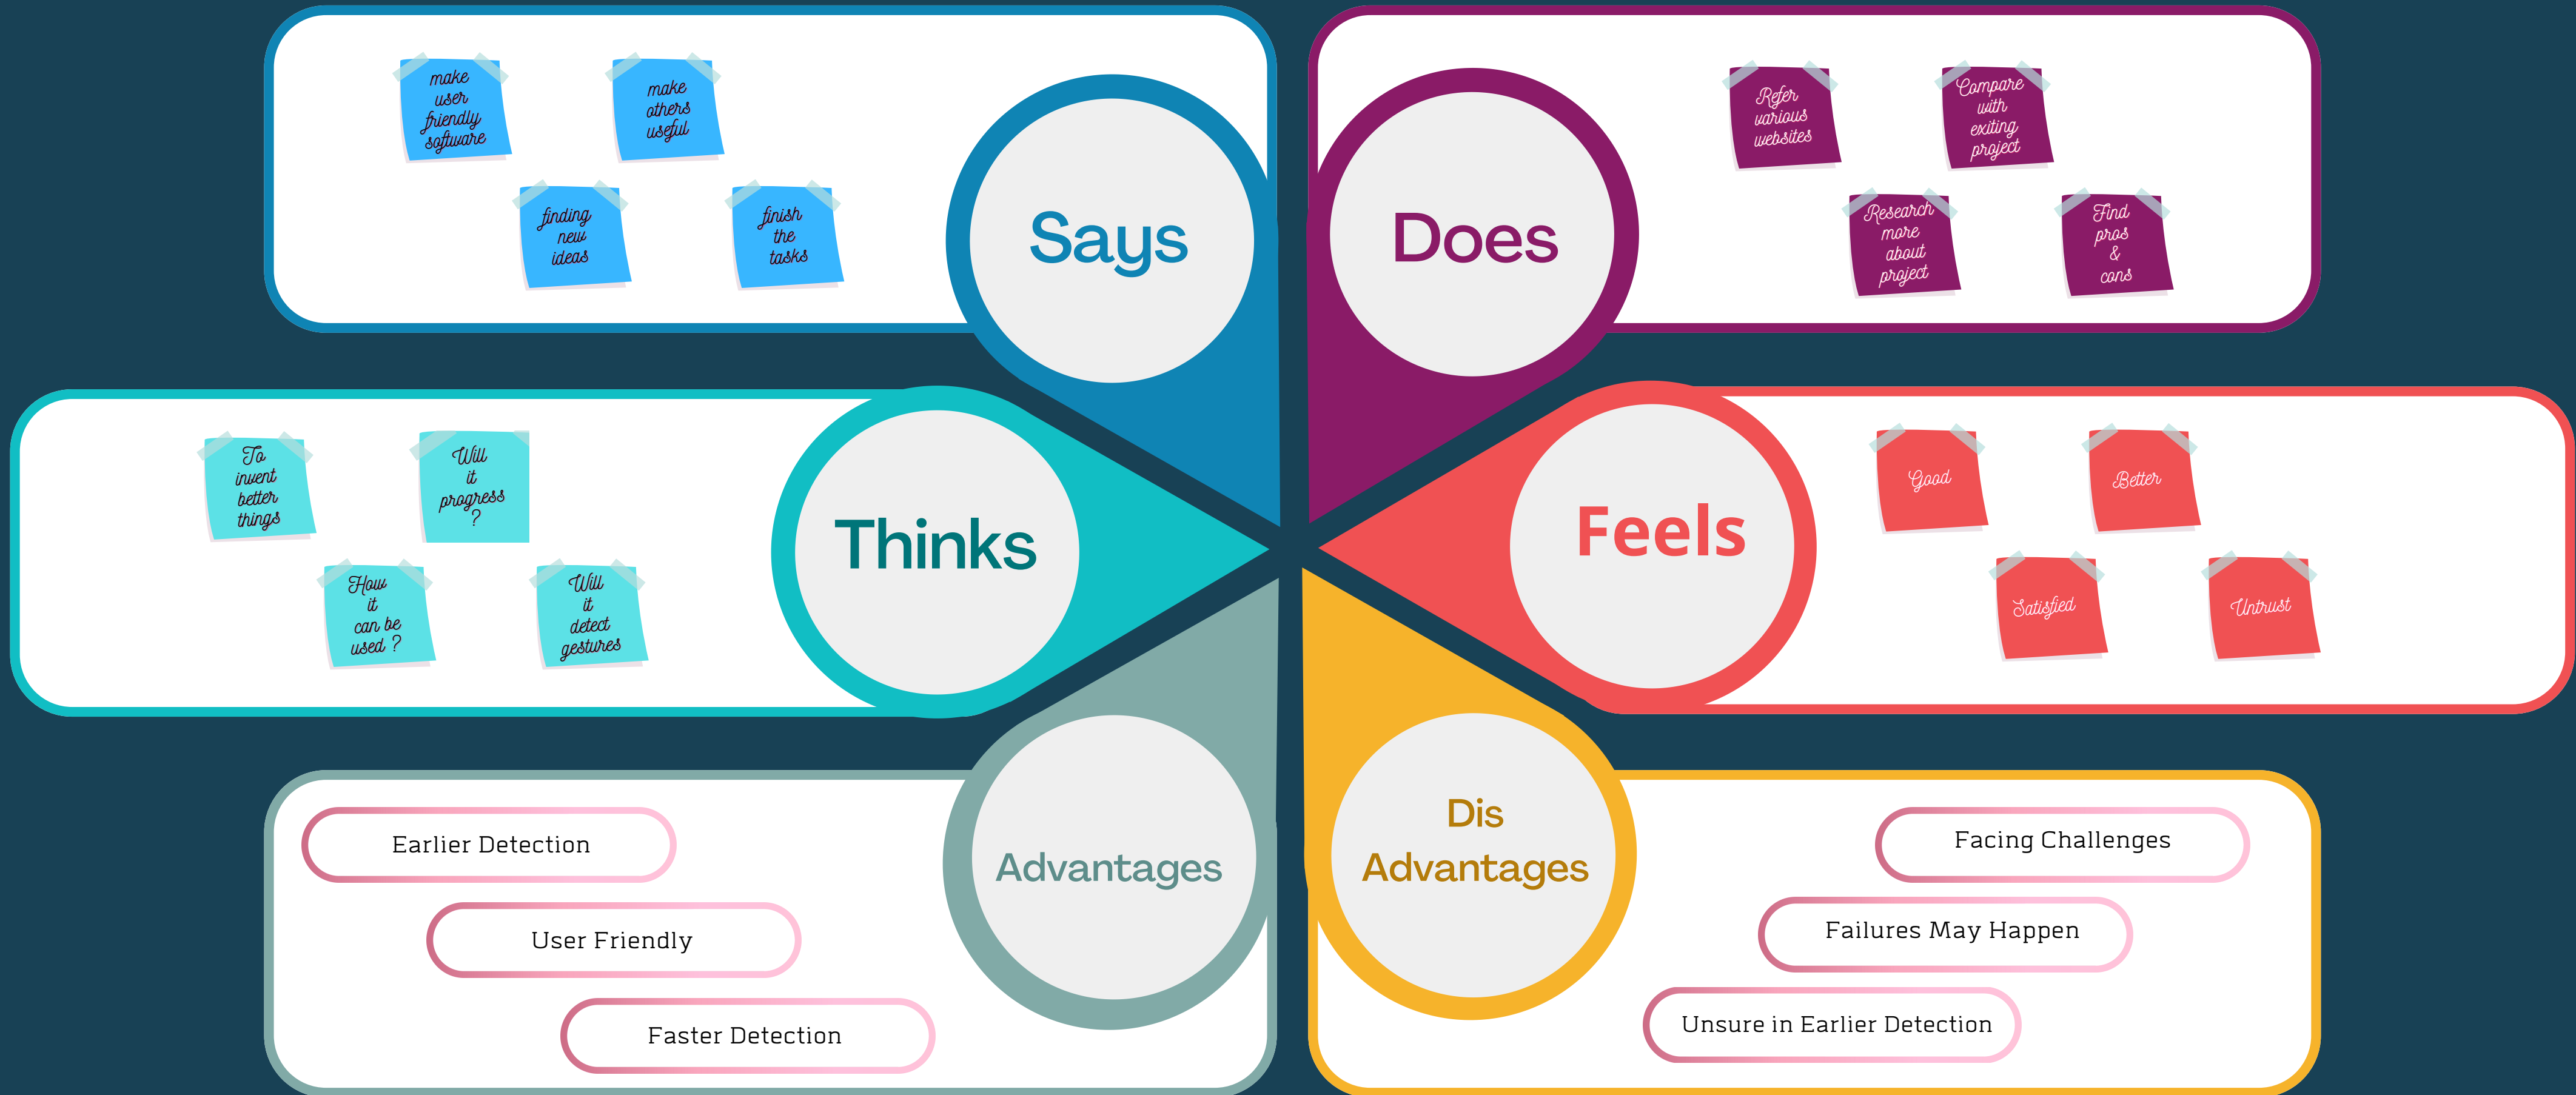 make
user
friendly
software
make
others
useful
finding
new
ideas
finish
the
tasks
Says
Does
Refer
various
websites
Compare
with
exiting
project
Research
more
about
project
Find
pros
&
cons
To
invent
better
things
Will
it
progress
?
How
it
can be
used ?
Will
it
detect
gestures
Thinks
Feels
Good
Better
Satisfied
Untrust
Earlier Detection
User Friendly
Faster Detection
Advantages
Dis
Advantages
Facing Challenges
Failures May Happen
Unsure in Earlier Detection